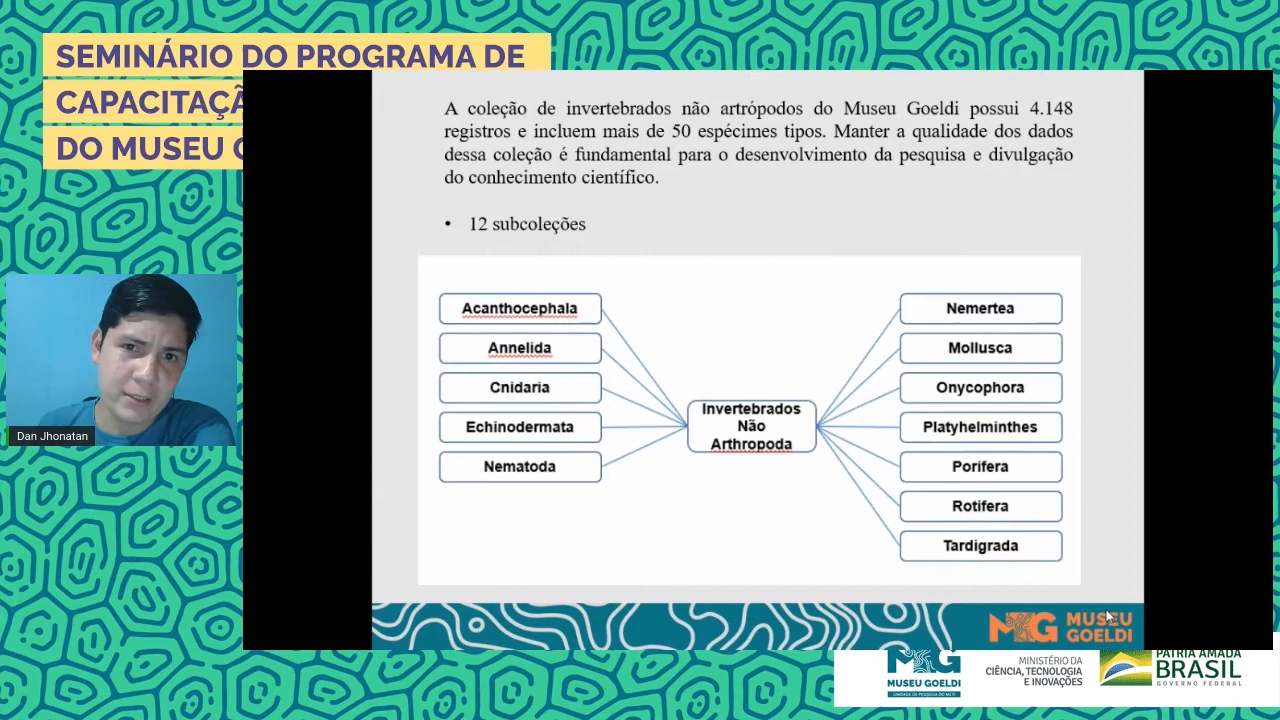 SEMINÁRIO DO PROGRAMA DE
CAPACITAÇÃ
DO MUSEU G
A coleção de invertebrados não artrópodos do Museu Goeldi possui 4.148
registros e incluem mais de 50 espécimes tipos. Manter a qualidade dos dados
dessa coleção é fundamental para o desenvolvimento da pesquisa e divulgação
do conhecimento científico.
• 12 subcoleções
Acanthocephala
Annelida
Cnidaria
Echinodermata
Nematoda
Invertebrados
Não
Arthropoda
Nemertea
Mollusca
Onycophora
Platyhelminthes
Porifera
Rotifera
Tardigrada
Dan Jhonatan
MPEG
MUSEU
GOELDI
MUSEU GOELDI
UNIDADE DE PESQUISA DO MCTI
MINISTÉRIO DA
CIÊNCIA, TECNOLOGIA
E INOVAÇÕES
PÁTRIA AMADA
BRASIL
GOVERNO FEDERAL